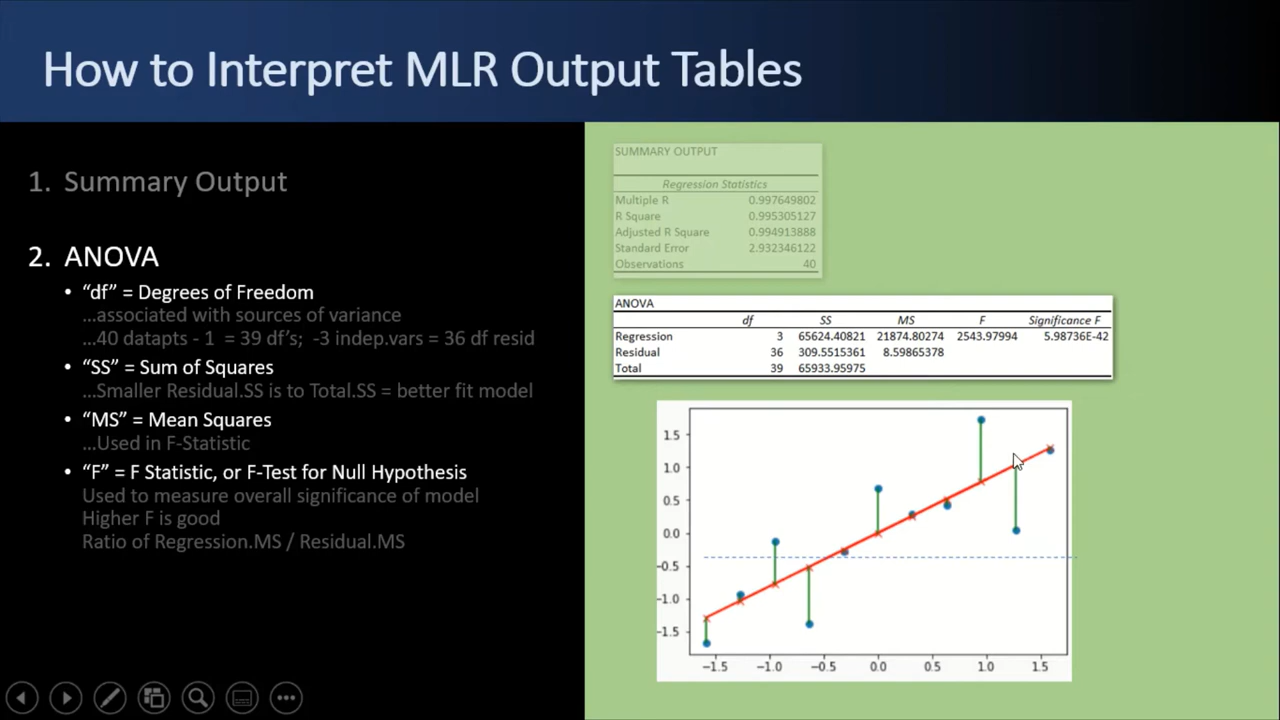 How to Interpret MLR Output Tables
1. Summary Output
2. ANOVA
• “df” = Degrees of Freedom
...associated with sources of variance
...40 datapts - 1 = 39 df’s; -3 indep.vars = 36 df resid
• “SS” = Sum of Squares
...Smaller Residual.SS is to Total.SS = better fit model
• “MS” = Mean Squares
...Used in F-Statistic
• “F” = F Statistic, or F-Test for Null Hypothesis
Used to measure overall significance of model
Higher F is good
Ratio of Regression.MS / Residual.MS
SUMMARY OUTPUT
Regression Statistics
Multiple R 0.997649802
R Square 0.995305127
Adjusted R Square 0.994913888
Standard Error 2.932346122
Observations 40
ANOVA
df SS MS F Significance F
Regression 3 65624.40821 21874.80274 2543.97994 5.98736E-42
Residual 36 309.5515361 8.59865378
Total 39 65933.95975
1.5
1.0
0.5
0.0
-0.5
-1.0
-1.5
-1.5 -1.0 -0.5 0.0 0.5 1.0 1.5